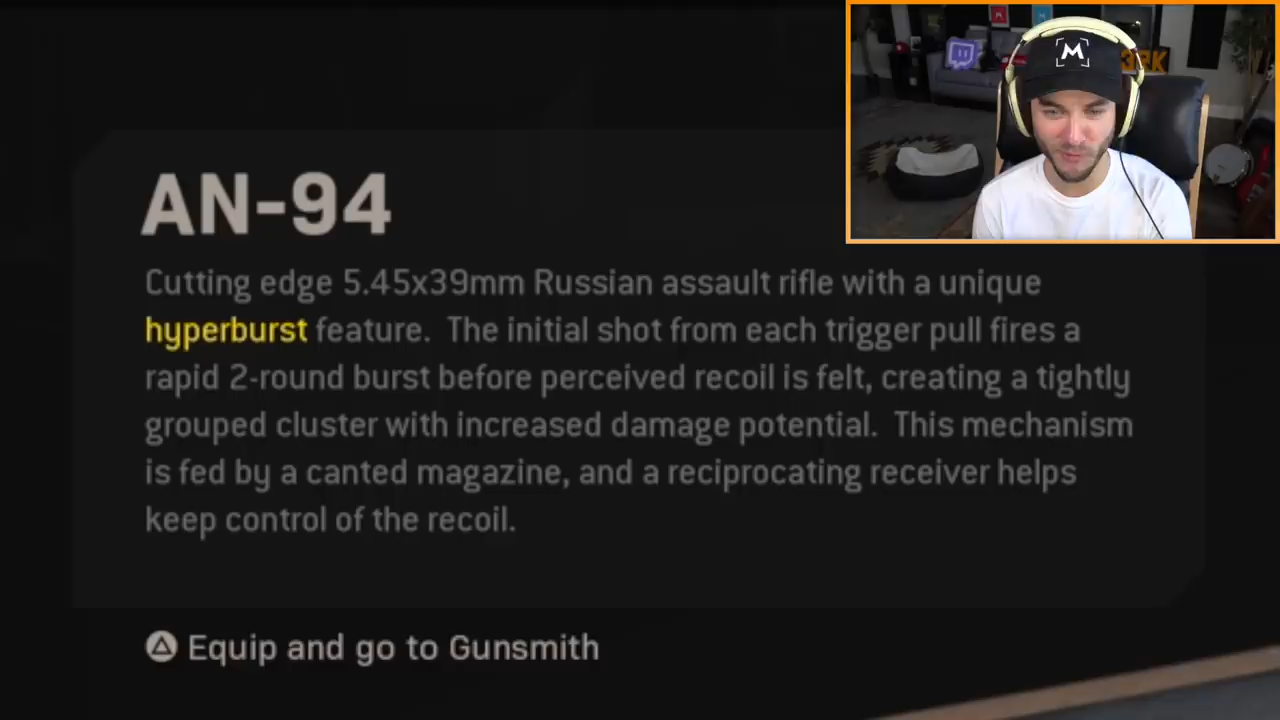 AN-94
Cutting edge 5.45x39mm Russian assault rifle with a unique
hyperburst feature. The initial shot from each trigger pull fires a
rapid 2-round burst before perceived recoil is felt, creating a tightly
grouped cluster with increased damage potential. This mechanism
is fed by a canted magazine, and a reciprocating receiver helps
keep control of the recoil.
Equip and go to Gunsmith
M